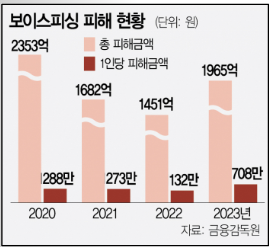 보이스피싱 피해 현황 (단위: 원)
총 피해금액
1인당 피해금액
2353억
1682억
1451억
1965억
288만
273만
132만
708만
2020 2021 2022 2023년
자료: 금융감독원